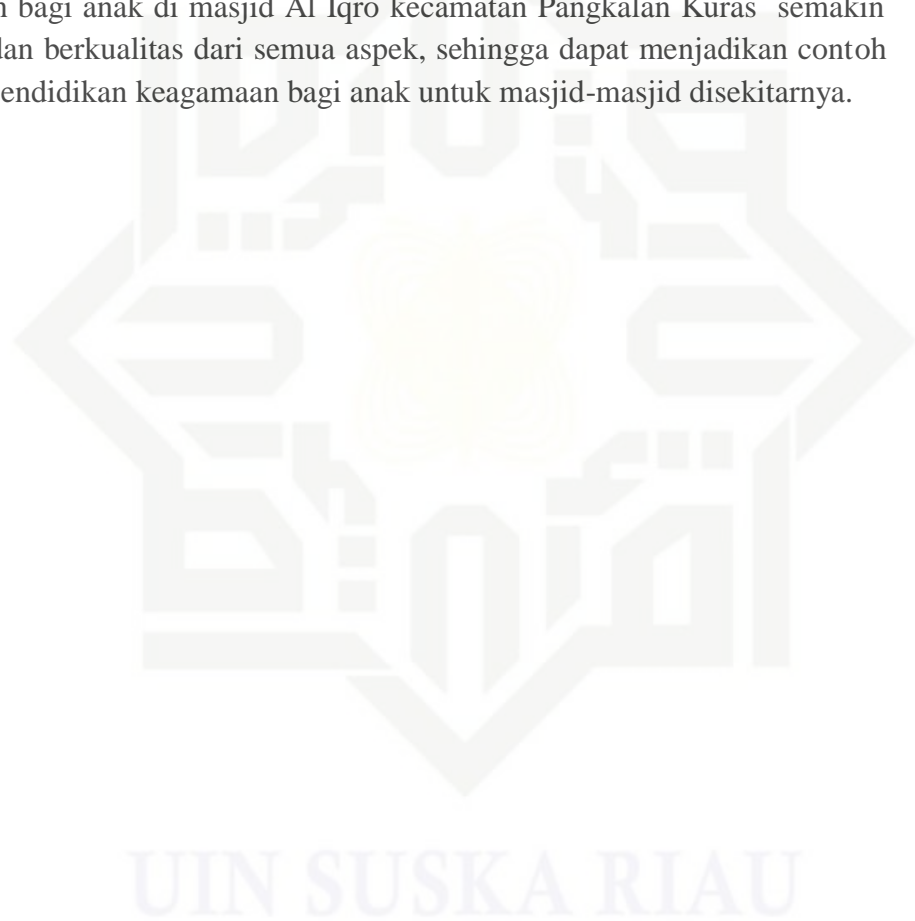 bagi anak di masjid Al Iqro kecamatan Pangkalan Kuras semakin
dan berkualitas dari semua aspek, sehingga dapat menjadikan contoh
endidikan keagamaan bagi anak untuk masjid-masjid disekitarnya.
UIN SUSKA RIAU